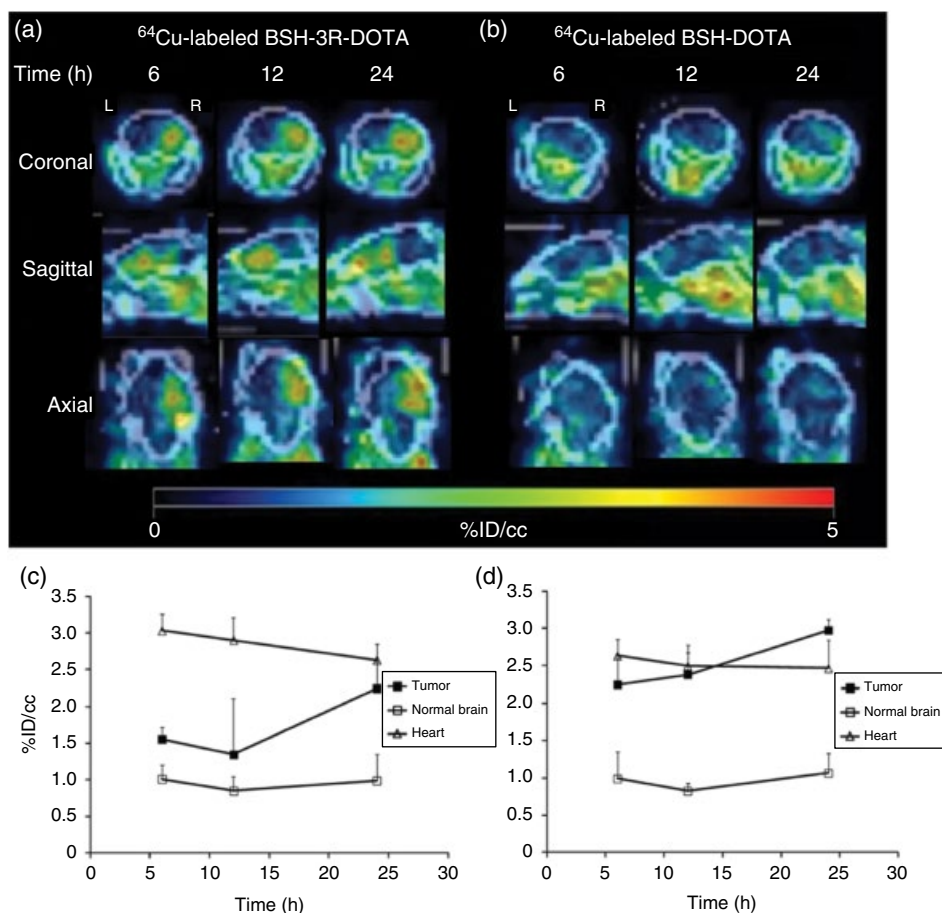 (a)
⁶⁴Cu-labeled BSH-3R-DOTA
(b)
⁶⁴Cu-labeled BSH-DOTA
Time (h) 6 12 24
6 12 24
L R
L R
Coronal
Sagittal
Axial
0 %ID/cc 5
(c)
3.5
3.0
2.5
2.0
1.5
1.0
0.5
0
%ID/cc
Tumor
Normal brain
Heart
0 5 10 15 20 25 30
Time (h)
(d)
3.5
3.0
2.5
2.0
1.5
1.0
0.5
0
Tumor
Normal brain
Heart
0 5 10 15 20 25 30
Time (h)